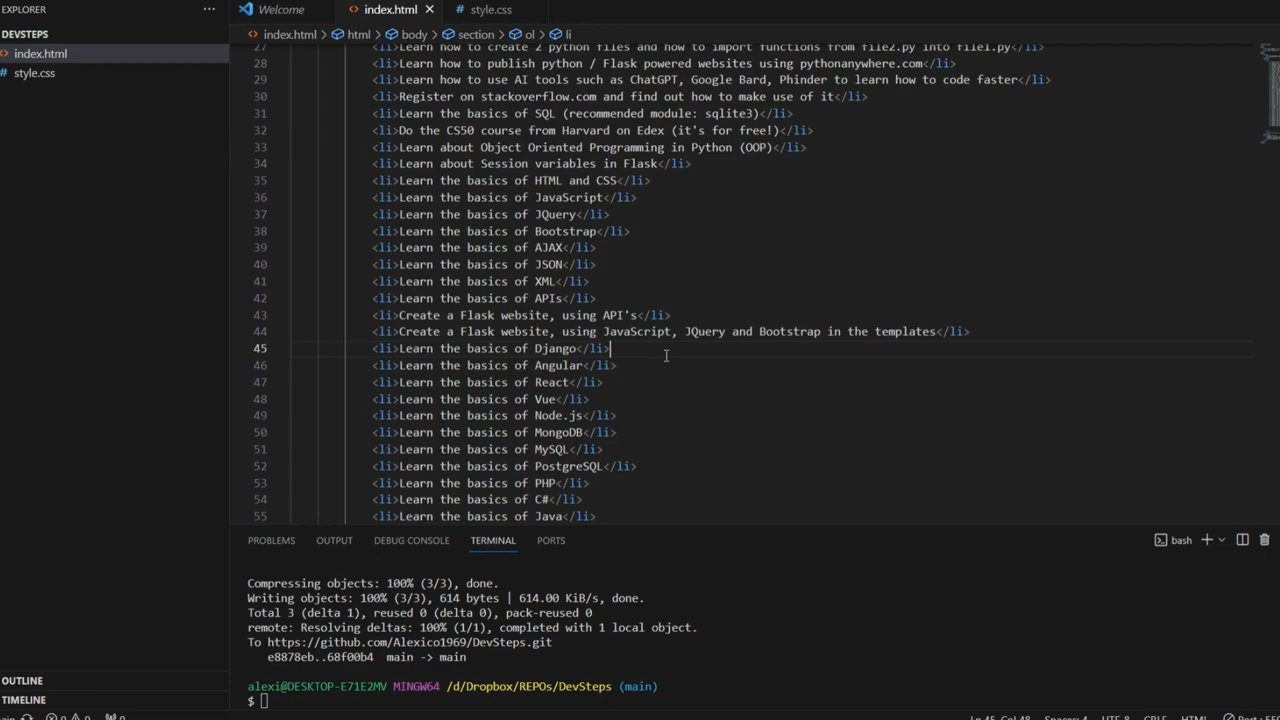 EXPLORER
Welcome
index.html
style.css
DEVSTEPS
index.html > html > body > section > ol > li
index.html
style.css
27 <li>Learn how to create 2 python files and how to import functions from file2.py into file1.py</li>
28 <li>Learn how to publish python / Flask powered websites using pythonanywhere.com</li>
29 <li>Learn how to use AI tools such as ChatGPT, Google Bard, Phinder to learn how to code faster</li>
30 <li>Register on stackoverflow.com and find out how to make use of it</li>
31 <li>Learn the basics of SQL (recommended module: sqlite3)</li>
32 <li>Do the CS50 course from Harvard on Edex (it's for free!)</li>
33 <li>Learn about Object Oriented Programming in Python (OOP)</li>
34 <li>Learn about Session variables in Flask</li>
35 <li>Learn the basics of HTML and CSS</li>
36 <li>Learn the basics of JavaScript</li>
37 <li>Learn the basics of JQuery</li>
38 <li>Learn the basics of Bootstrap</li>
39 <li>Learn the basics of AJAX</li>
40 <li>Learn the basics of JSON</li>
41 <li>Learn the basics of XML</li>
42 <li>Learn the basics of APIs</li>
43 <li>Create a Flask website, using API's</li>
44 <li>Create a Flask website, using JavaScript, JQuery and Bootstrap in the templates</li>
45 <li>Learn the basics of Django</li>
46 <li>Learn the basics of Angular</li>
47 <li>Learn the basics of React</li>
48 <li>Learn the basics of Vue</li>
49 <li>Learn the basics of Node.js</li>
50 <li>Learn the basics of MongoDB</li>
51 <li>Learn the basics of MySQL</li>
52 <li>Learn the basics of PostgreSQL</li>
53 <li>Learn the basics of PHP</li>
54 <li>Learn the basics of C#</li>
55 <li>Learn the basics of Java</li>
PROBLEMS OUTPUT DEBUG CONSOLE TERMINAL PORTS
bash
Compressing objects: 100% (3/3), done.
Writing objects: 100% (3/3), 614 bytes | 614.00 KiB/s, done.
Total 3 (delta 1), reused 0 (delta 0), pack-reused 0
remote: Resolving deltas: 100% (1/1), completed with 1 local object.
To https://github.com/Alexico1969/DevSteps.git
e8878eb..68f00b4 main -> main
alexi@DESKTOP-E71E2MV MINGW64 /d/Dropbox/REPOs/DevSteps (main)
$
OUTLINE
TIMELINE
Ln 45, Col 48 Spaces: 4 UTF-8 CRLF HTML